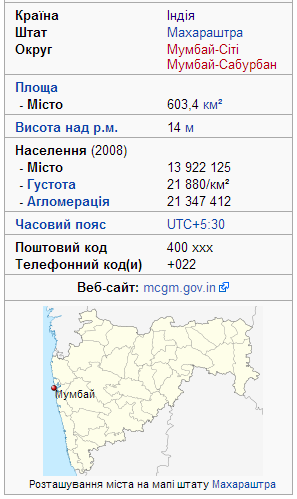 Країна Індія
Штат Махараштра
Округ Мумбай-Сіті
Мумбай-Сабурбан
Площа
- Місто 603,4 км²
Висота над р.м. 14 м
Населення (2008)
- Місто 13 922 125
- Густота 21 880/км²
- Агломерація 21 347 412
Часовий пояс UTC+5:30
Поштовий код 400 xxx
Телефонний код(и) +022
Веб-сайт: mcgm.gov.in
Мумбай
Розташування міста на мапі штату Махараштра